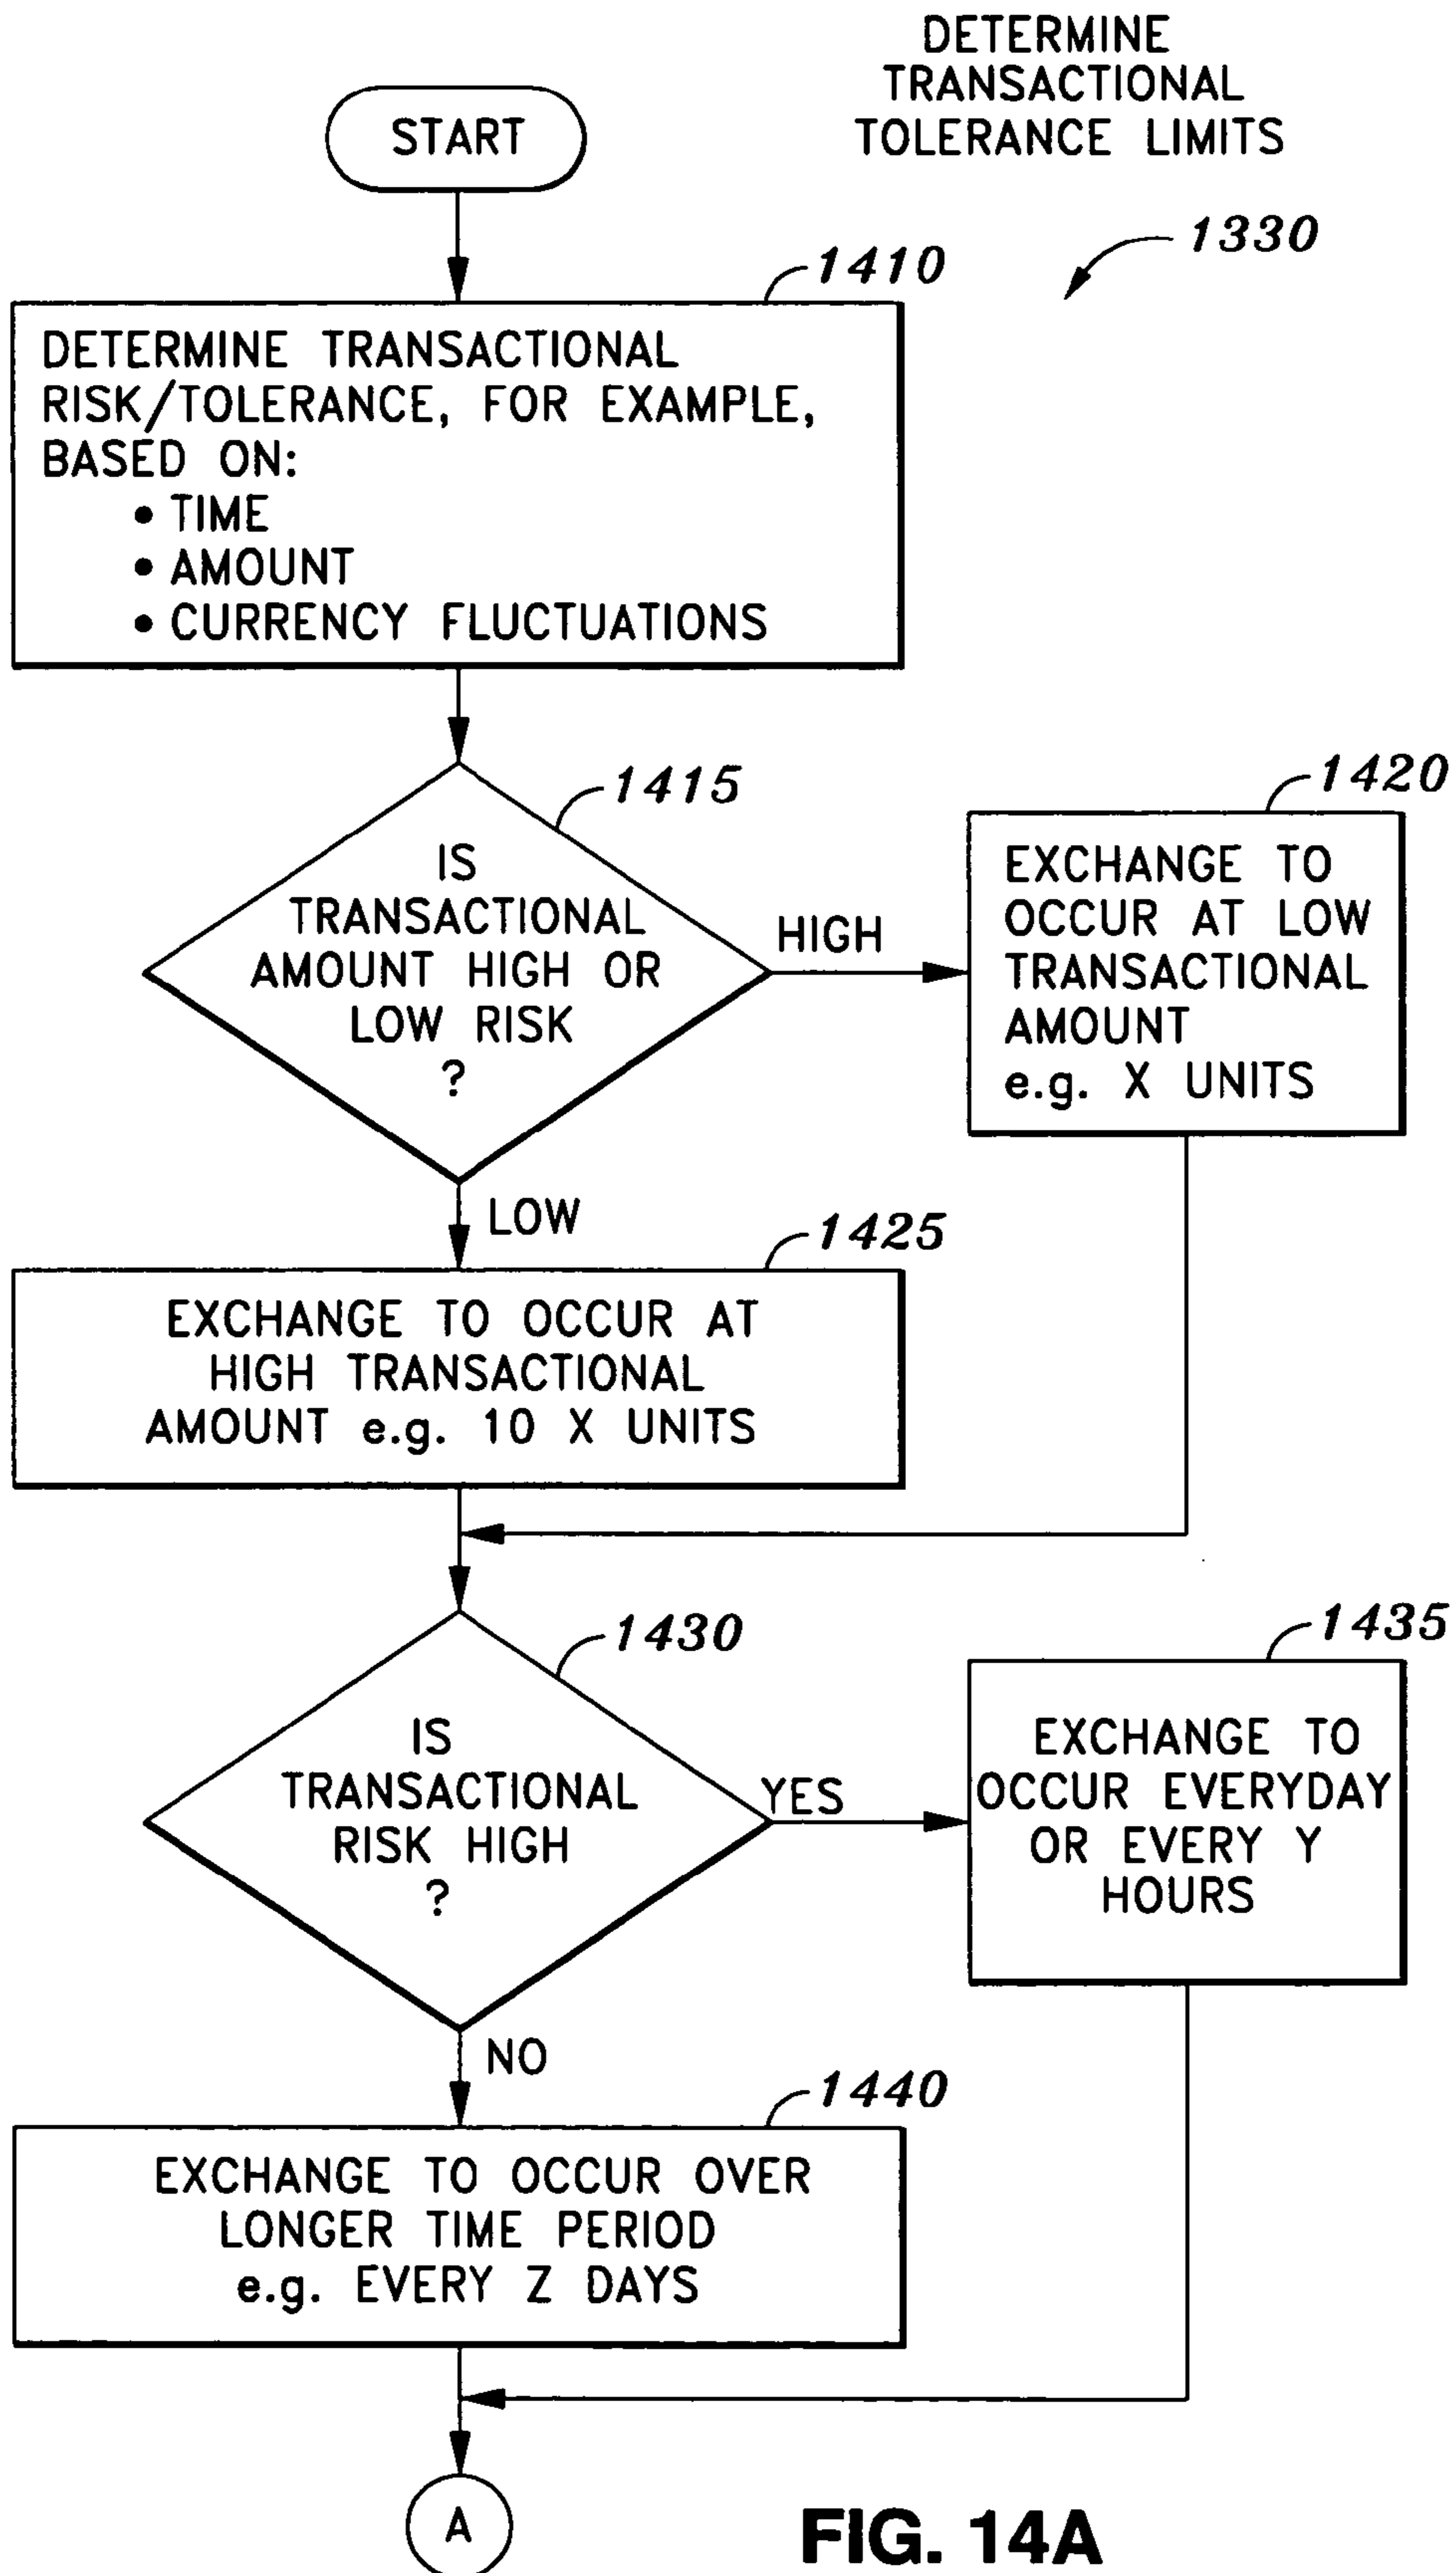 DETERMINE
TRANSACTIONAL
TOLERANCE LIMITS
START
1330
1410
DETERMINE TRANSACTIONAL
RISK/TOLERANCE, FOR EXAMPLE,
BASED ON:
• TIME
• AMOUNT
• CURRENCY FLUCTUATIONS
1415
IS
TRANSACTIONAL
AMOUNT HIGH OR
LOW RISK
?
HIGH
1420
EXCHANGE TO
OCCUR AT LOW
TRANSACTIONAL
AMOUNT
e.g. X UNITS
LOW
1425
EXCHANGE TO OCCUR AT
HIGH TRANSACTIONAL
AMOUNT e.g. 10 X UNITS
1430
IS
TRANSACTIONAL
RISK HIGH
?
YES
1435
EXCHANGE TO
OCCUR EVERYDAY
OR EVERY Y
HOURS
NO
1440
EXCHANGE TO OCCUR OVER
LONGER TIME PERIOD
e.g. EVERY Z DAYS
A
FIG. 14A